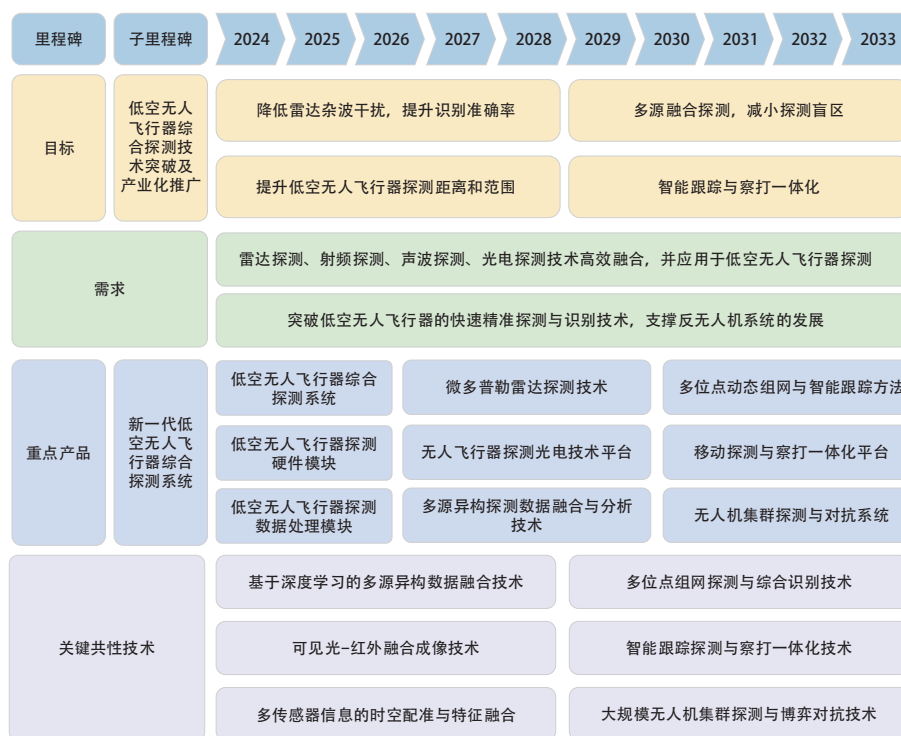 里程碑
子里程碑
2024
2025
2026
2027
2028
2029
2030
2031
2032
2033
目标
低空无人
飞行器综
合探测技
术突破及
产业化推广
降低雷达杂波干扰，提升识别准确率
多源融合探测，减小探测盲区
提升低空无人飞行器探测距离和范围
智能跟踪与察打一体化
需求
雷达探测、射频探测、声波探测、光电探测技术高效融合，并应用于低空无人飞行器探测
突破低空无人飞行器的快速精准探测与识别技术，支撑反无人机系统的发展
重点产品
新一代低
空无人飞
行器综合
探测系统
低空无人飞行器综合
探测系统
微多普勒雷达探测技术
多位点动态组网与智能跟踪方法
低空无人飞行器探测
硬件模块
无人飞行器探测光电技术平台
移动探测与察打一体化平台
低空无人飞行器探测
数据处理模块
多源异构探测数据融合与分析
技术
无人机集群探测与对抗系统
关键共性技术
基于深度学习的多源异构数据融合技术
多位点组网探测与综合识别技术
可见光-红外融合成像技术
智能跟踪探测与察打一体化技术
多传感器信息的时空配准与特征融合
大规模无人机集群探测与博弈对抗技术